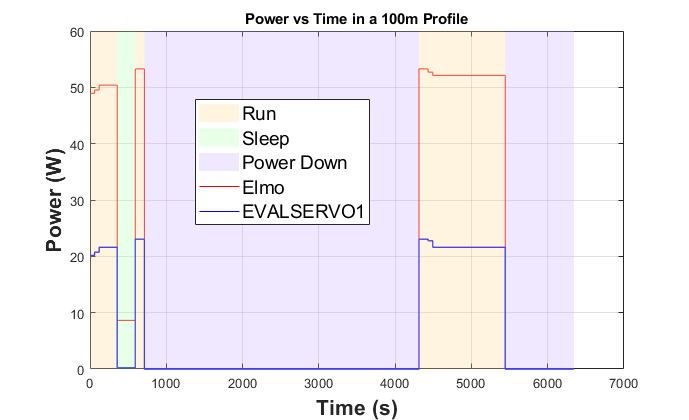 Power vs Time in a 100m Profile
60
50
40
30
20
10
0
Power (W)
Run
Sleep
Power Down
Elmo
EVALSERVO1
0 1000 2000 3000 4000 5000 6000 7000
Time (s)